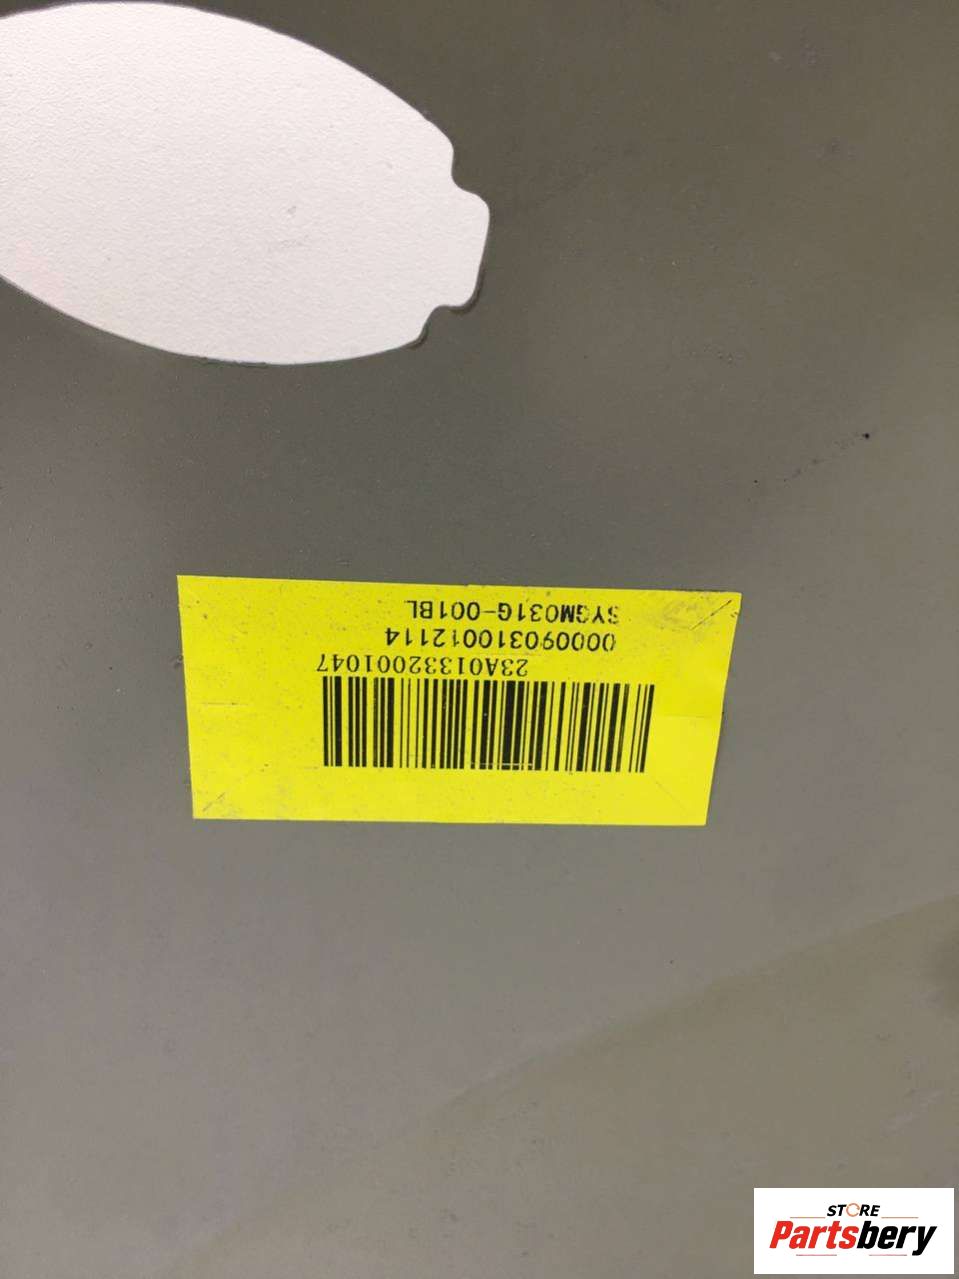 23A01332001047
000090310012114
SYGM031G-001BL
STORE
Partsbery